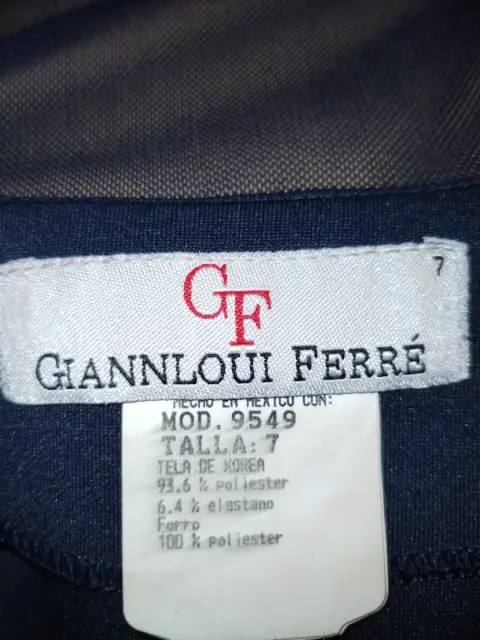 7
GF
GIANNLOUI FERRÉ
HECHO EN MEXICO CON:
MOD. 9549
TALLA: 7
TELA DE KOREA
93.6 % poliester
6.4 % elastano
Forro
100 % poliester